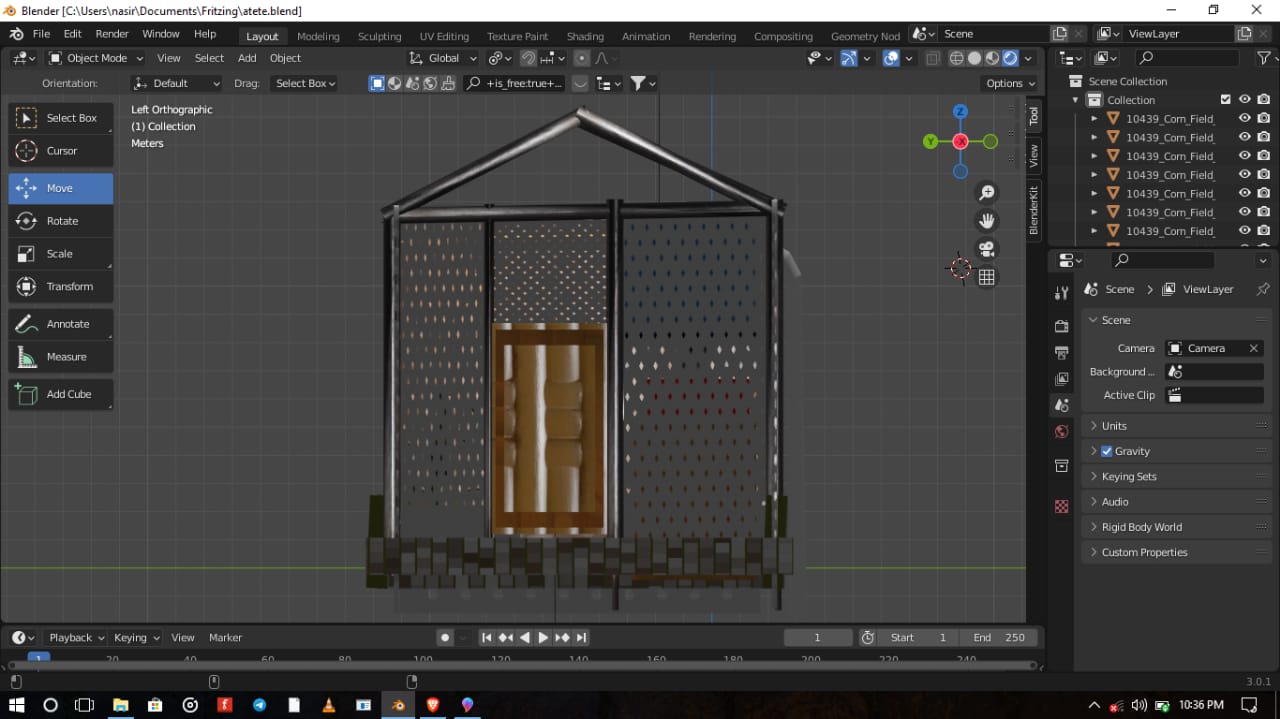 Blender [C:\Users\nasir\Documents\Fritzing\atete.blend]
File Edit Render Window Help Layout Modeling Sculpting UV Editing Texture Paint Shading Animation Rendering Compositing Geometry Nod Scene ViewLayer
Object Mode View Select Add Object Global
Orientation: Default Drag: Select Box +is_free:true+... Options
Select Box
Cursor
Move
Rotate
Scale
Transform
Annotate
Measure
Add Cube
Left Orthographic
(1) Collection
Meters
Z
Y
-X
Tool
View
BlenderKit
Scene Collection
Collection
10439_Corn_Field_
10439_Corn_Field_
10439_Corn_Field_
10439_Corn_Field_
10439_Corn_Field_
10439_Corn_Field_
10439_Corn_Field_
Scene ViewLayer
Scene
Camera Camera
Background ...
Active Clip
Units
Gravity
Keying Sets
Audio
Rigid Body World
Custom Properties
Playback Keying View Marker 1 Start 1 End 250
1 20 40 60 80 100 120 140 160 180 200 220 240
3.0.1
10:36 PM